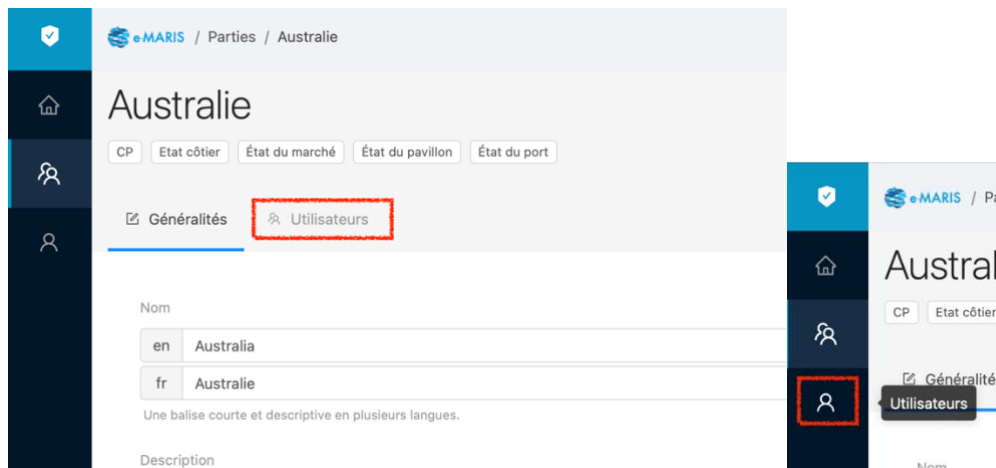 e-MARIS / Parties / Australie
Australie
CP Etat côtier État du marché État du pavillon État du port
Généralités Utilisateurs
Nom
en Australia
fr Australie
Une balise courte et descriptive en plusieurs langues.
Description
e-MARIS / Pa
Austral
CP Etat côtier
Généralité
Utilisateurs
Nom